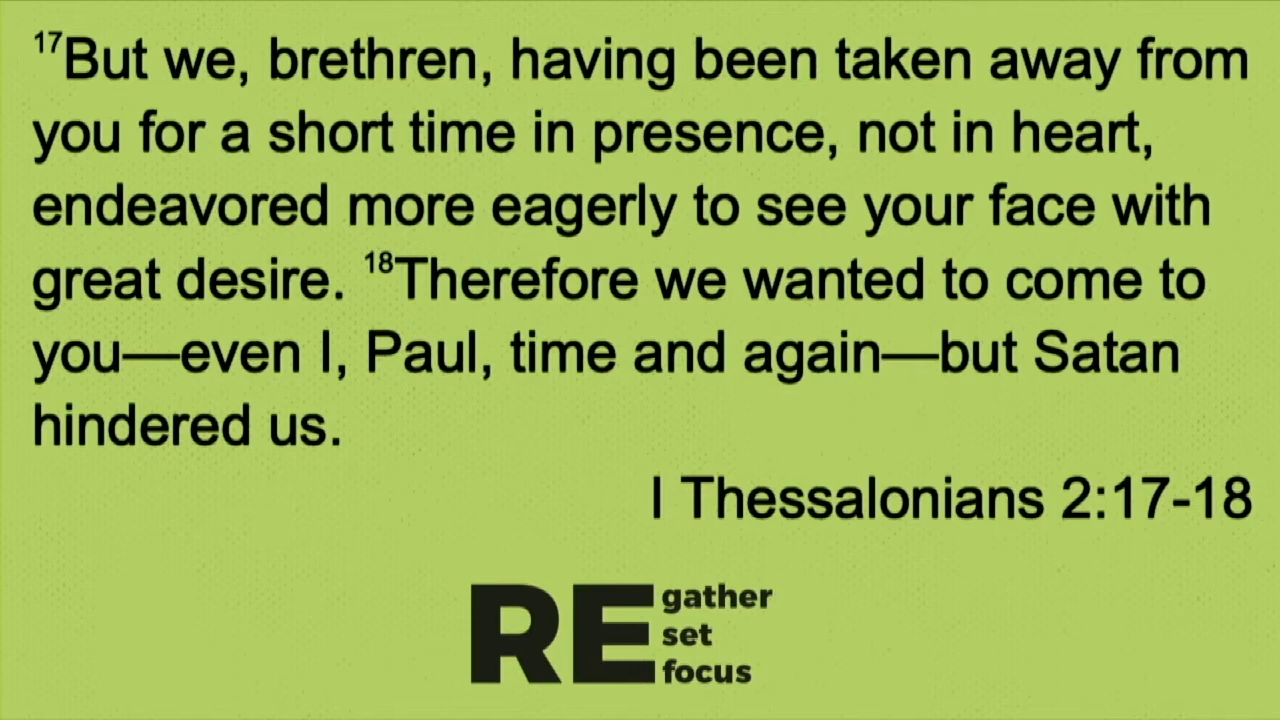 ¹⁷But we, brethren, having been taken away from
you for a short time in presence, not in heart,
endeavored more eagerly to see your face with
great desire. ¹⁸Therefore we wanted to come to
you—even I, Paul, time and again—but Satan
hindered us.
I Thessalonians 2:17-18
RE
gather
set
focus